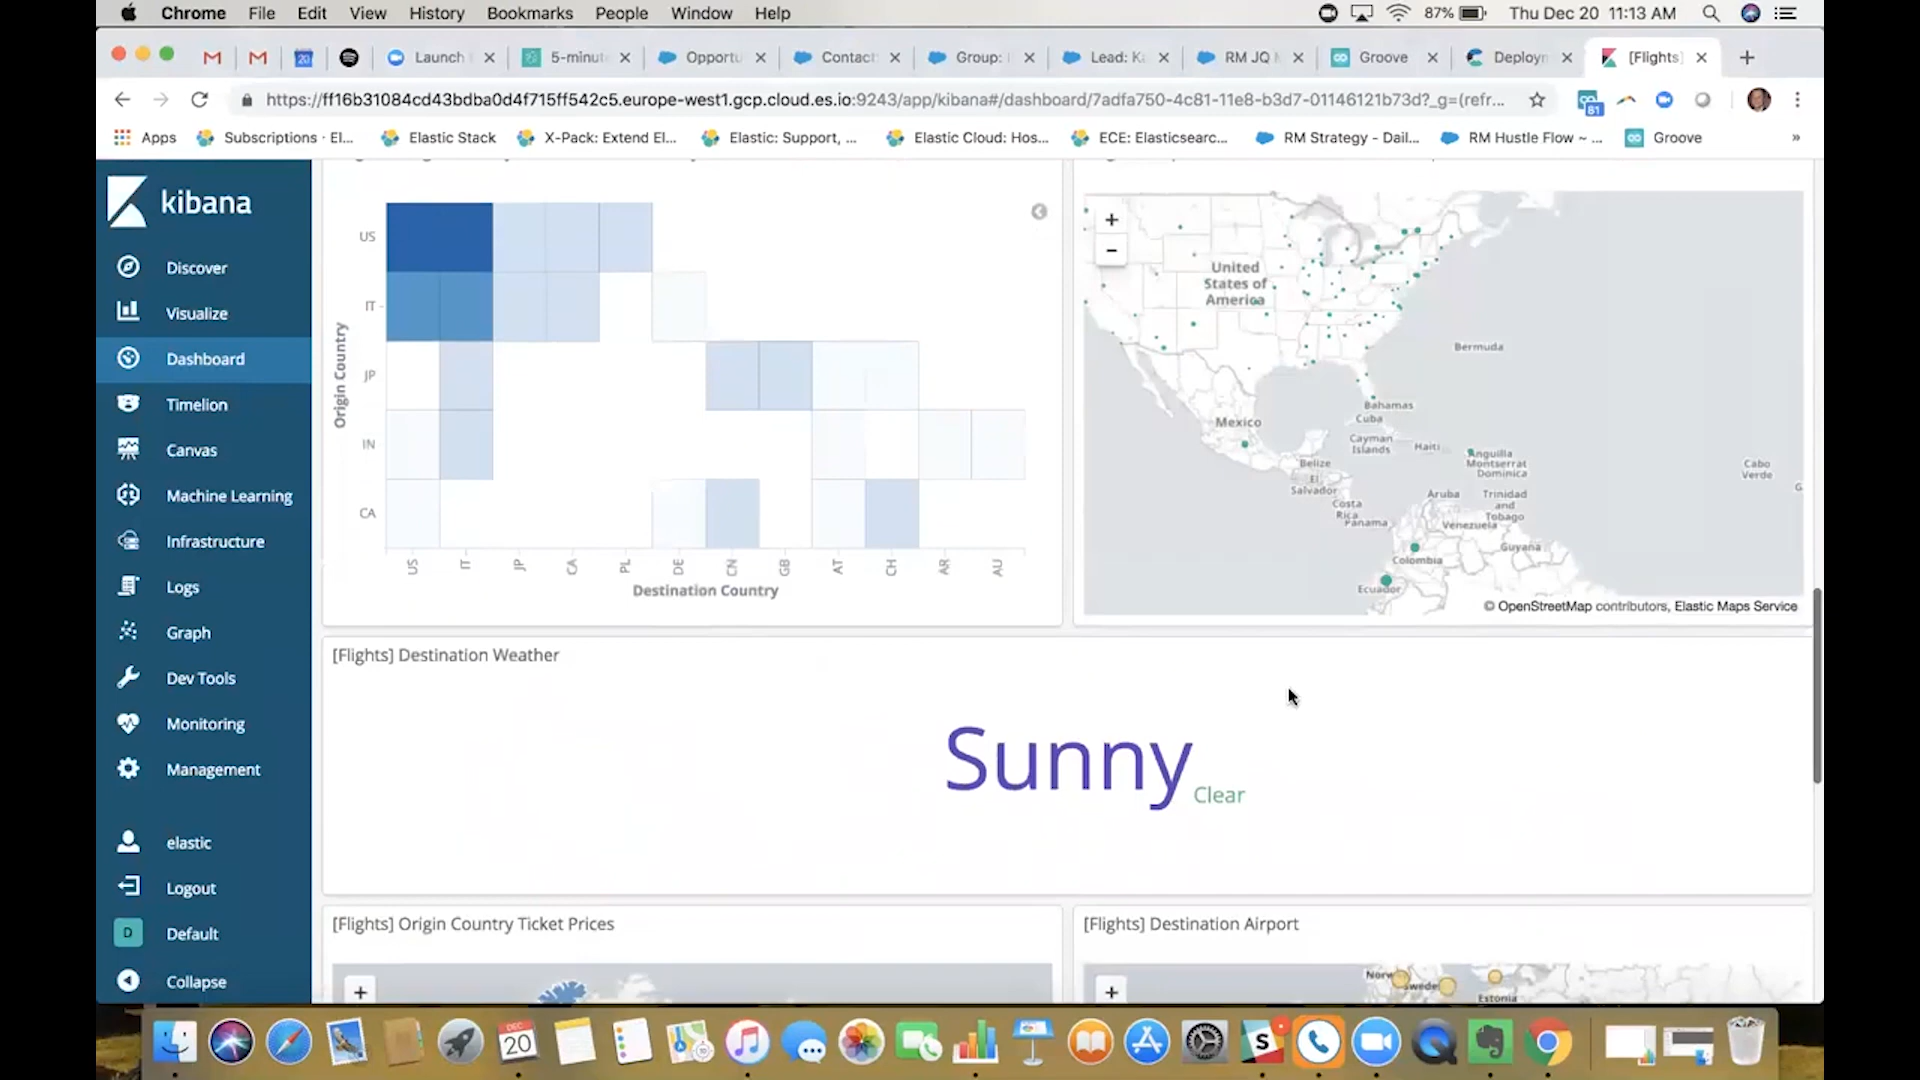 Chrome File Edit View History Bookmarks People Window Help 87% Thu Dec 20 11:13 AM
20 Launch 5-minut Opportu Contact Group: Lead: Ka RM JQ Groove Deploym [Flights]
https://ff16b31084cd43bdba0d4f715ff542c5.europe-west1.gcp.cloud.es.io:9243/app/kibana#/dashboard/7adfa750-4c81-11e8-b3d7-01146121b73d?_g=(refr... 81
Apps Subscriptions · El... Elastic Stack X-Pack: Extend El... Elastic: Support, ... Elastic Cloud: Hos... ECE: Elasticsearc... RM Strategy - Dail... RM Hustle Flow ~ ... Groove »
kibana
Discover
Visualize
Dashboard
Timelion
Canvas
Machine Learning
Infrastructure
Logs
Graph
Dev Tools
Monitoring
Management
elastic
Logout
D Default
Collapse
Origin Country
US
IT
JP
IN
CA
US IT JP CA PL DE CN GB AT CH AR AU
Destination Country
+
−
United
States of
America
Bermuda
Mexico
Bahamas
Cuba
Cayman
Islands
Haiti
Belize
El
Salvador
Costa
Rica
Panama
Anguilla
Montserrat
Dominica
Aruba
Trinidad
and
Tobago
Venezuela
Guyana
Colombia
Ecuador
Cabo
Verde
G
© OpenStreetMap contributors, Elastic Maps Service
[Flights] Destination Weather
Sunny
Clear
[Flights] Origin Country Ticket Prices
+
[Flights] Destination Airport
+
Norw
Swede
Estonia
DEC
20